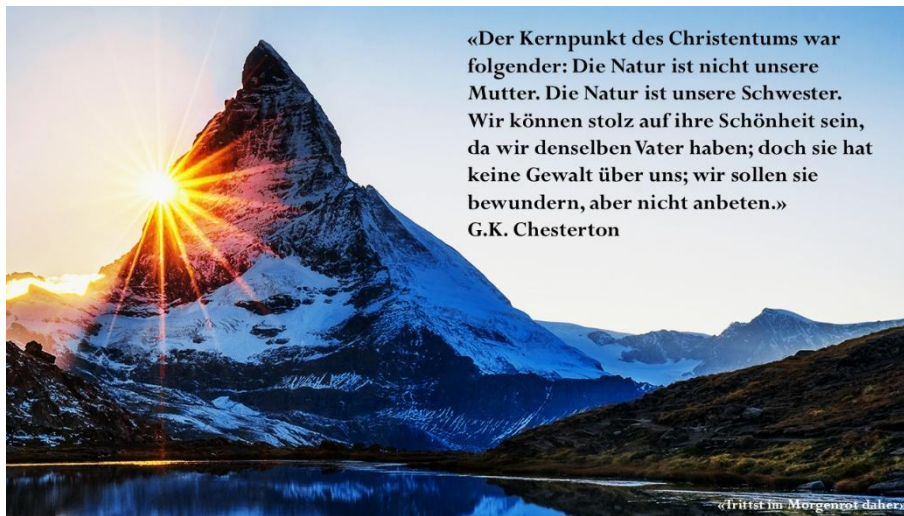 «Der Kernpunkt des Christentums war
folgender: Die Natur ist nicht unsere
Mutter. Die Natur ist unsere Schwester.
Wir können stolz auf ihre Schönheit sein,
da wir denselben Vater haben; doch sie hat
keine Gewalt über uns; wir sollen sie
bewundern, aber nicht anbeten.»
G.K. Chesterton
«Trittst im Morgenrot daher»